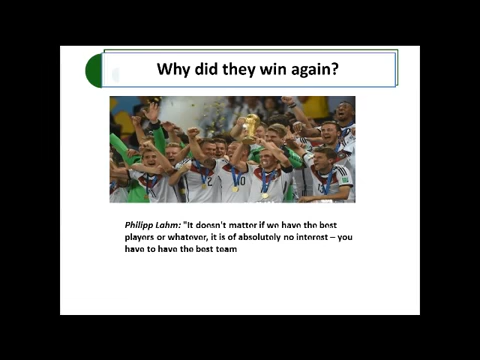 Why did they win again?
Philipp Lahm: "It doesn't matter if we have the best
players or whatever, it is of absolutely no interest – you
have to have the best team